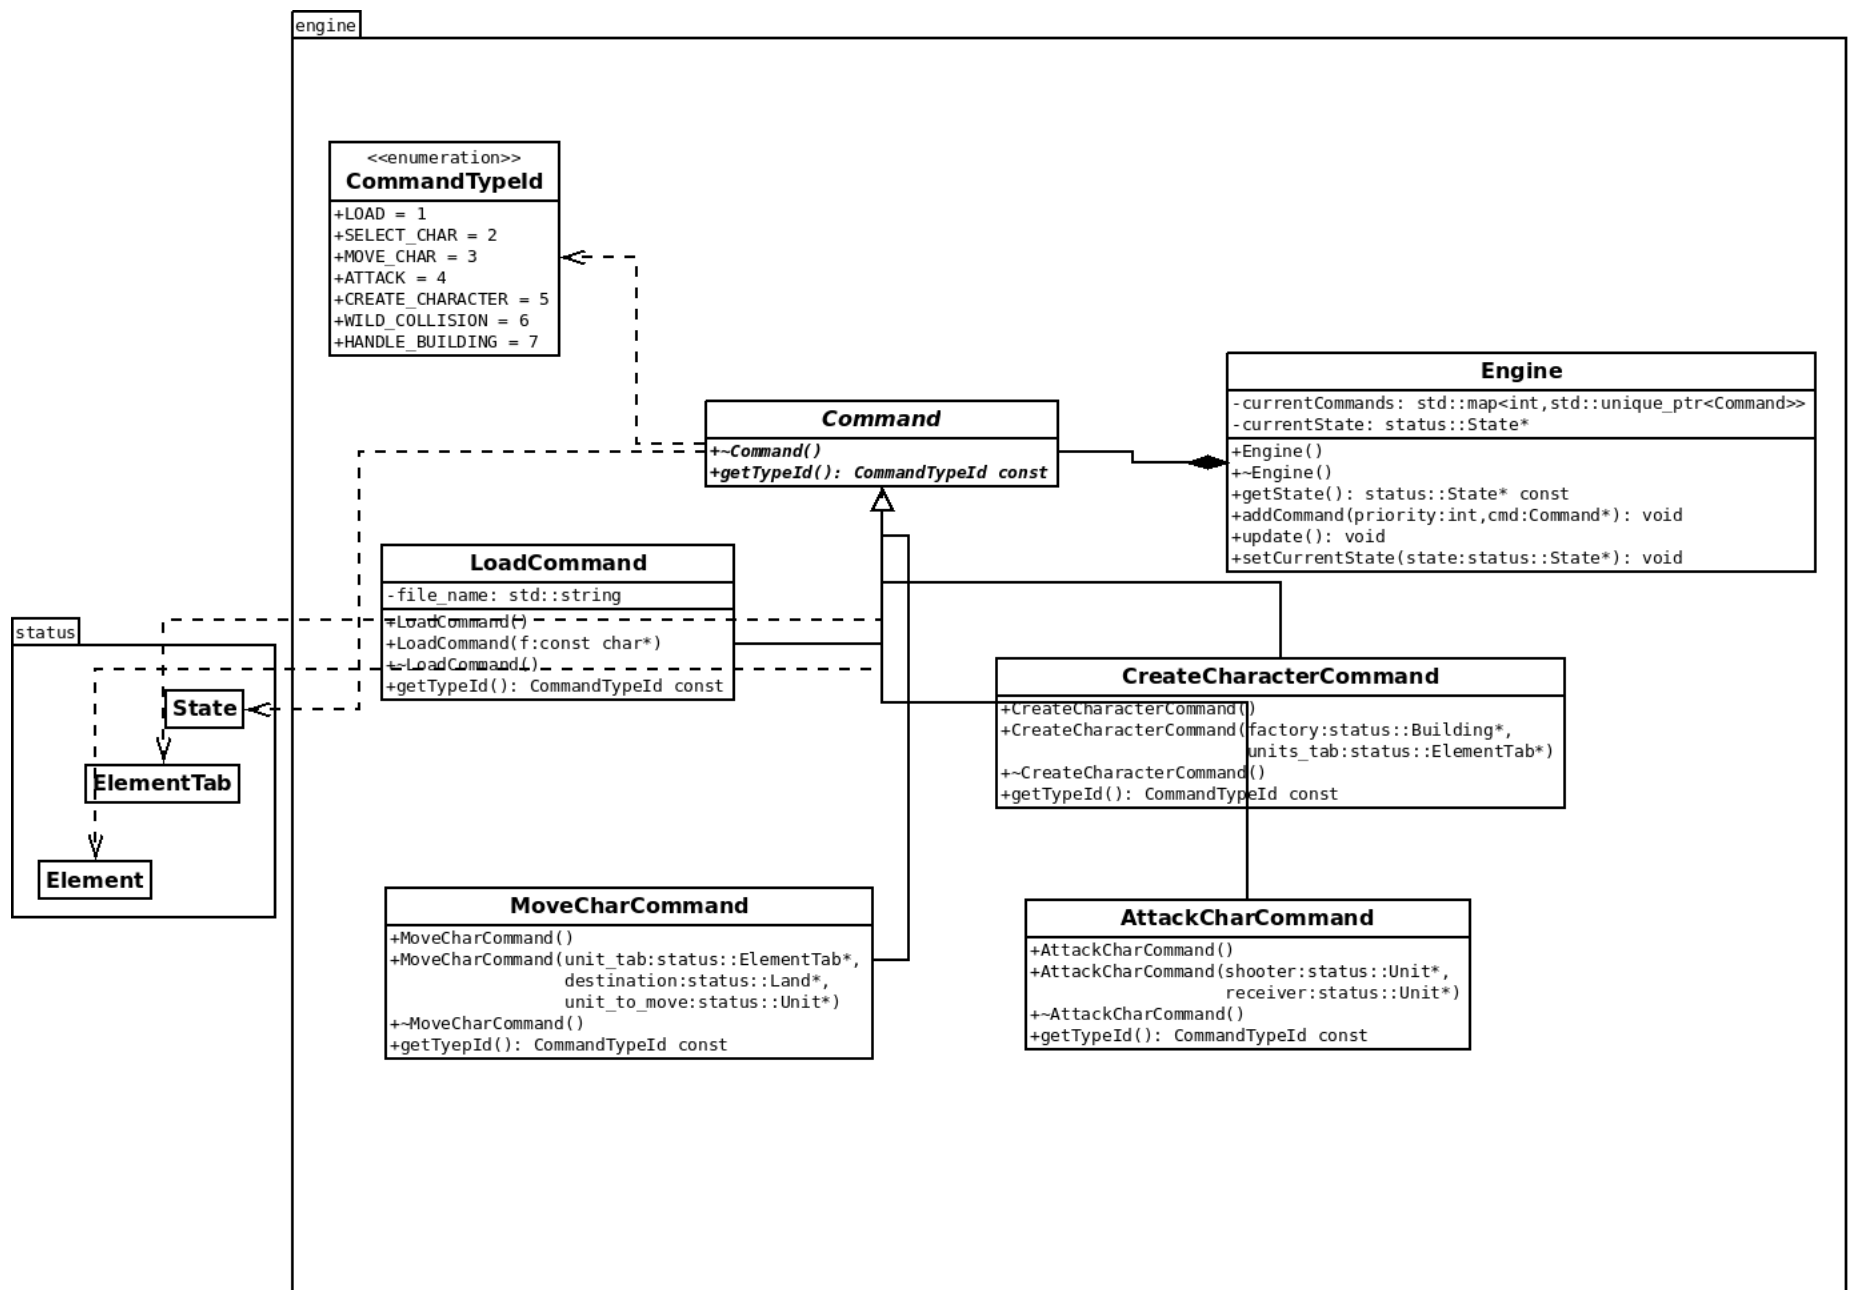 engine
<<enumeration>>
CommandTypeId
+LOAD = 1
+SELECT_CHAR = 2
+MOVE_CHAR = 3
+ATTACK = 4
+CREATE_CHARACTER = 5
+WILD_COLLISION = 6
+HANDLE_BUILDING = 7
Engine
-currentCommands: std::map<int,std::unique_ptr<Command>>
-currentState: status::State*
+Engine()
+~Engine()
+getState(): status::State* const
+addCommand(priority:int,cmd:Command*): void
+update(): void
+setCurrentState(state:status::State*): void
Command
+~Command()
+getTypeId(): CommandTypeId const
LoadCommand
-file_name: std::string
+LoadCommand()
+LoadCommand(f:const char*)
+~LoadCommand()
+getTypeId(): CommandTypeId const
status
State
ElementTab
Element
CreateCharacterCommand
+CreateCharacterCommand()
+CreateCharacterCommand(factory:status::Building*,
units_tab:status::ElementTab*)
+~CreateCharacterCommand()
+getTypeId(): CommandTypeId const
MoveCharCommand
+MoveCharCommand()
+MoveCharCommand(unit_tab:status::ElementTab*,
destination:status::Land*,
unit_to_move:status::Unit*)
+~MoveCharCommand()
+getTyepId(): CommandTypeId const
AttackCharCommand
+AttackCharCommand()
+AttackCharCommand(shooter:status::Unit*,
receiver:status::Unit*)
+~AttackCharCommand()
+getTypeId(): CommandTypeId const